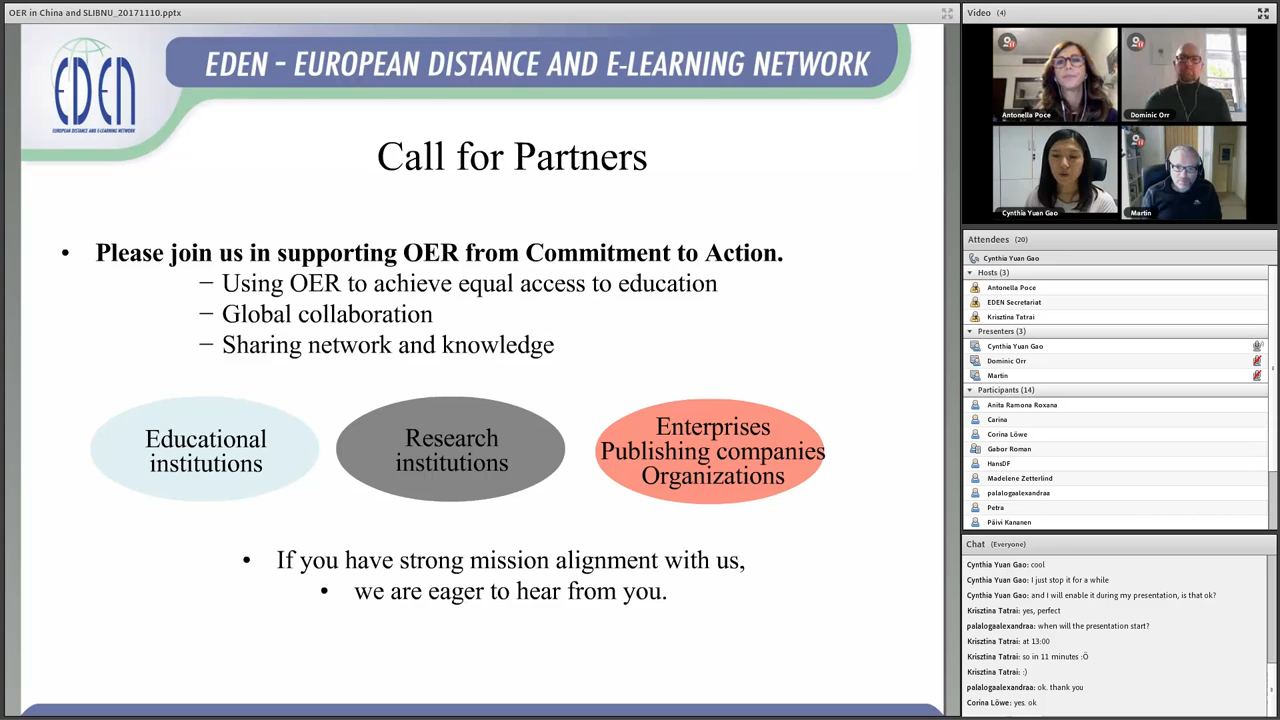 OER in China and SLIBNU_20171110.pptx
EDEN
EUROPEAN DISTANCE AND E-LEARNING NETWORK
EDEN – EUROPEAN DISTANCE AND E-LEARNING NETWORK
Call for Partners
• Please join us in supporting OER from Commitment to Action.
– Using OER to achieve equal access to education
– Global collaboration
– Sharing network and knowledge
Educational
institutions
Research
institutions
Enterprises
Publishing companies
Organizations
• If you have strong mission alignment with us,
• we are eager to hear from you.
Video (4)
Antonella Poce
Dominic Orr
Cynthia Yuan Gao
Martin
Attendees (20)
Cynthia Yuan Gao
Hosts (3)
Antonella Poce
EDEN Secretariat
Krisztina Tatrai
Presenters (3)
Cynthia Yuan Gao
Dominic Orr
Martin
Participants (14)
Anita Ramona Roxana
Carina
Corina Löwe
Gabor Roman
HansDF
Madelene Zetterlind
palalogaalexandraa
Petra
Päivi Kananen
Chat (Everyone)
Cynthia Yuan Gao: cool
Cynthia Yuan Gao: I just stop it for a while
Cynthia Yuan Gao: and I will enable it during my presentation, is that ok?
Krisztina Tatrai: yes, perfect
palalogaalexandraa: when will the presentation start?
Krisztina Tatrai: at 13:00
Krisztina Tatrai: so in 11 minutes :Ö
Krisztina Tatrai: :)
palalogaalexandraa: ok. thank you
Corina Löwe: yes. ok